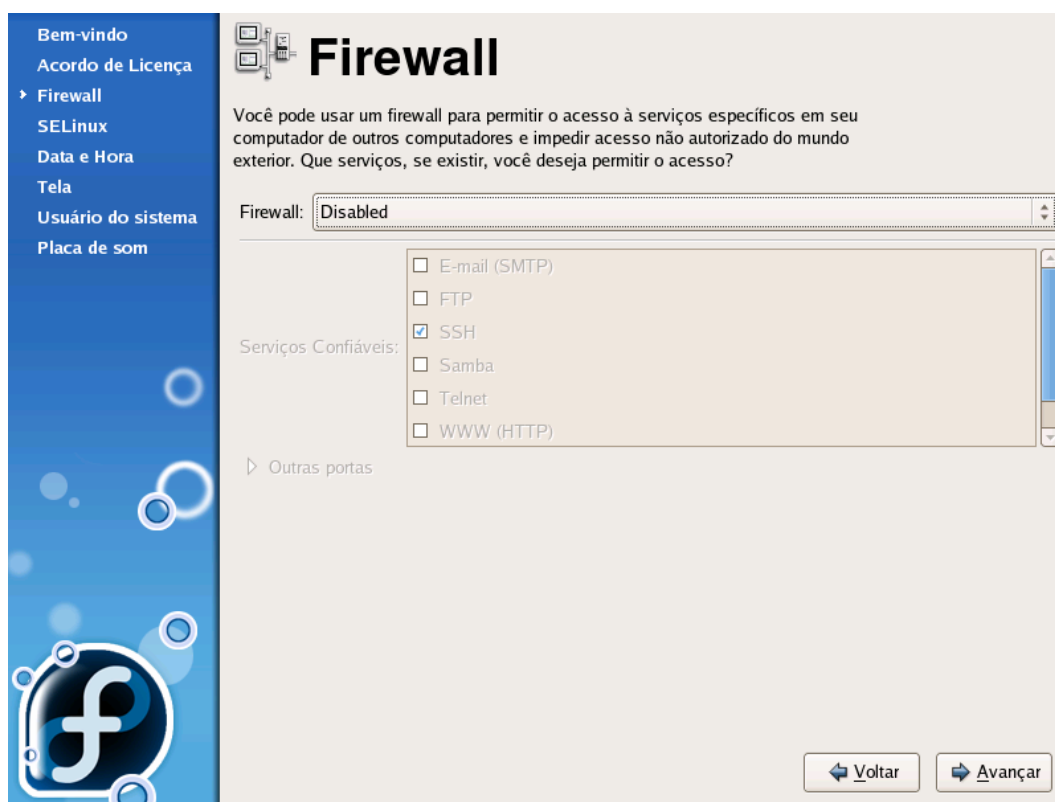 Bem-vindo
Acordo de Licença
Firewall
SELinux
Data e Hora
Tela
Usuário do sistema
Placa de som
Firewall
Você pode usar um firewall para permitir o acesso à serviços específicos em seu
computador de outros computadores e impedir acesso não autorizado do mundo
exterior. Que serviços, se existir, você deseja permitir o acesso?
Firewall: Disabled
Serviços Confiáveis:
E-mail (SMTP)
FTP
SSH
Samba
Telnet
WWW (HTTP)
Outras portas
Voltar
Avançar